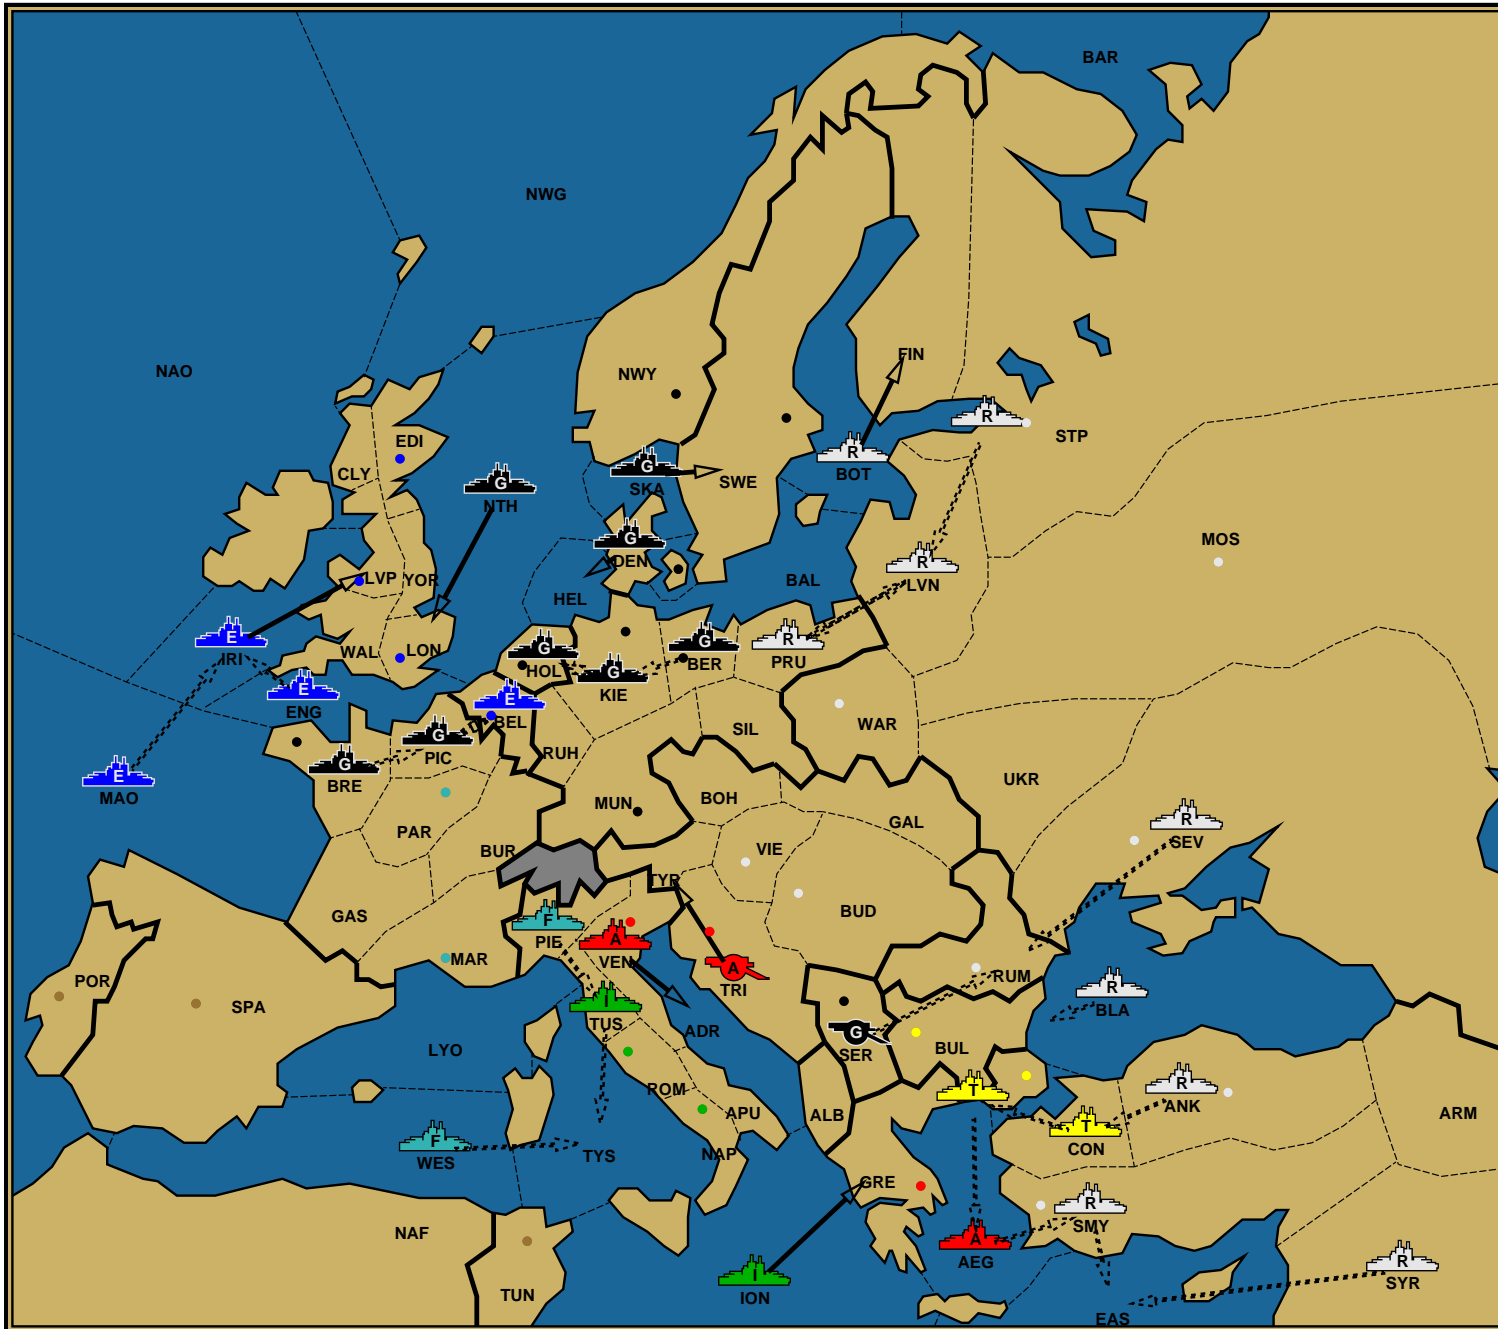 BAR
NWG
NAO
FIN
NWY
R
STP
EDI
R
BOT
G
SKA
SWE
CLY
G
NTH
MOS
G
DEN
R
LVN
LVP
YOR
BAL
HEL
E
IRI
WAL
LON
G
HOL
G
KIE
G
BER
R
PRU
E
ENG
E
BEL
WAR
G
PIC
SIL
RUH
G
BRE
E
MAO
UKR
MUN
BOH
GAL
PAR
R
SEV
BUR
VIE
TYR
GAS
BUD
F
PIE
A
VEN
MAR
POR
SPA
A
TRI
RUM
R
BLA
I
TUS
ADR
G
SER
BUL
LYO
ROM
APU
ALB
T
R
ANK
ARM
T
CON
F
WES
TYS
NAP
GRE
R
SMY
NAF
A
AEG
R
SYR
I
ION
TUN
EAS